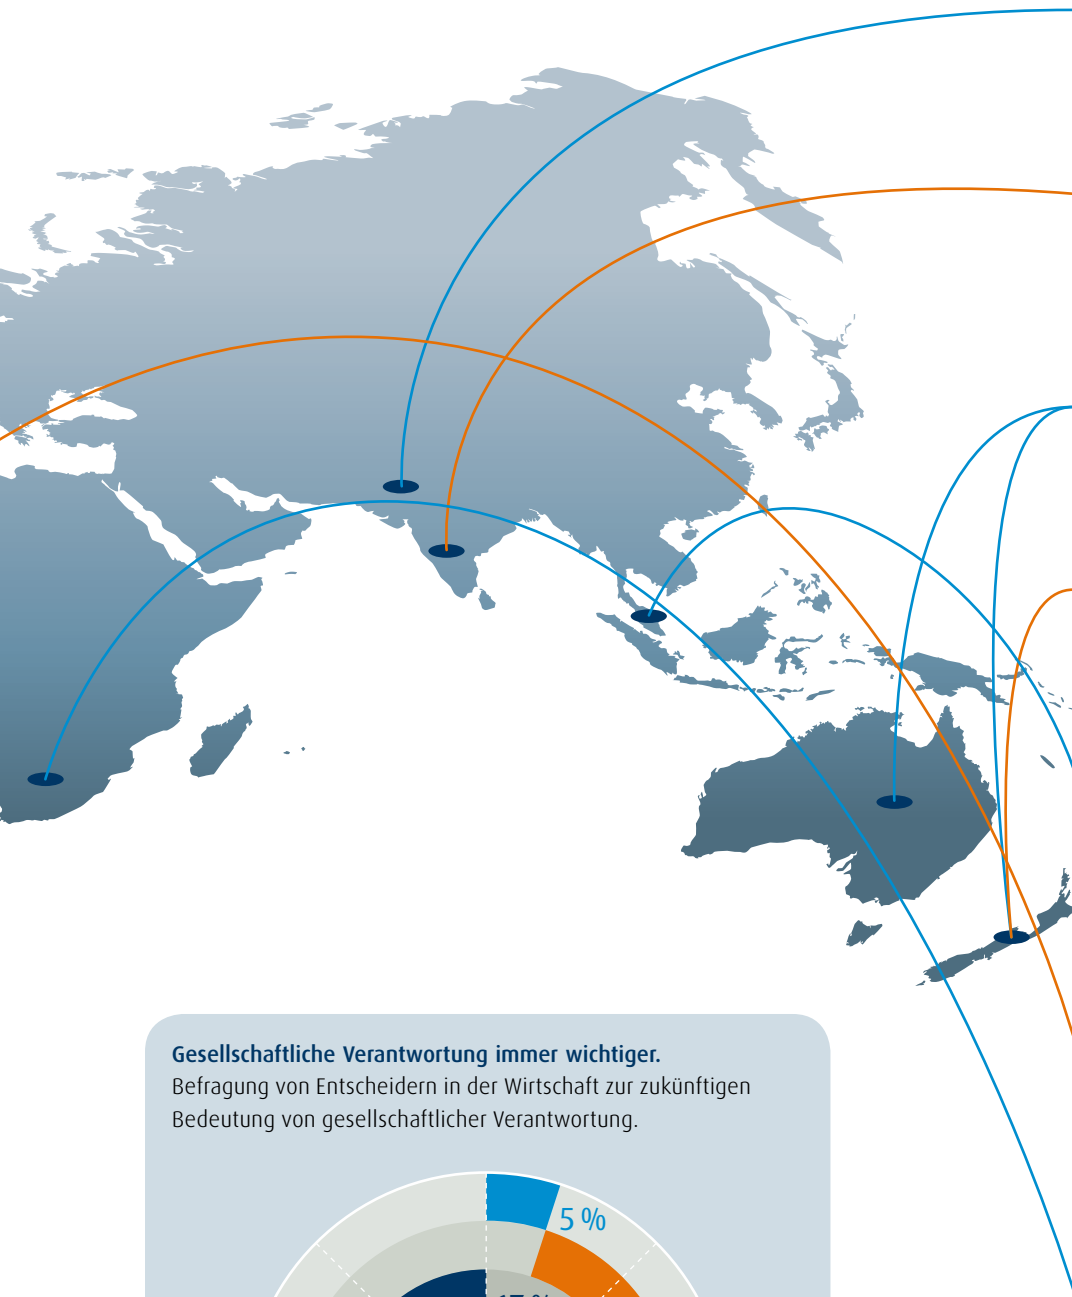 Gesellschaftliche Verantwortung immer wichtiger.
Befragung von Entscheidern in der Wirtschaft zur zukünftigen
Bedeutung von gesellschaftlicher Verantwortung.
5 %